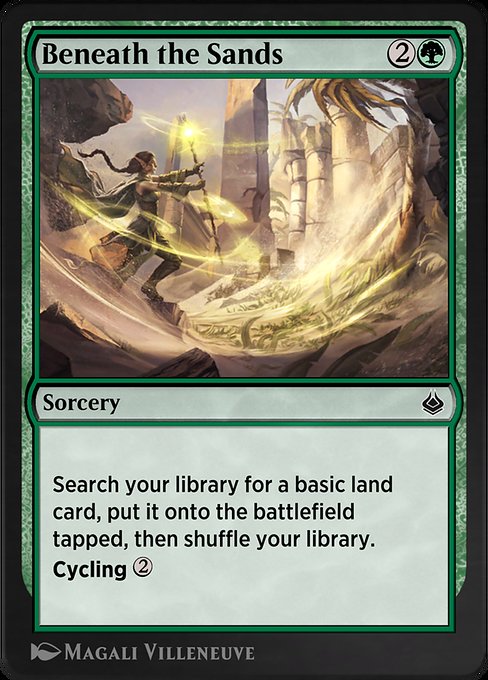 Beneath the Sands 2
Sorcery
Search your library for a basic land
card, put it onto the battlefield
tapped, then shuffle your library.
Cycling 2
MAGALI VILLENEUVE